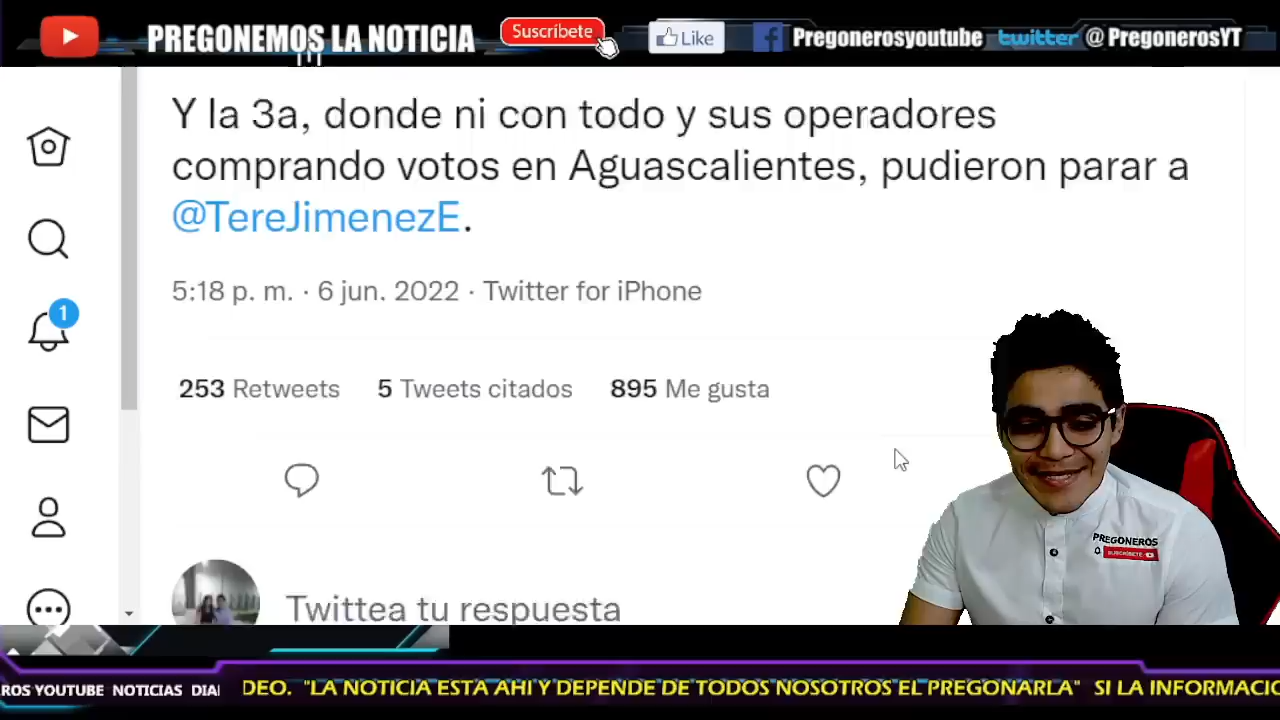 PREGONEMOS LA NOTICIA
Suscríbete
Like
Pregonerosyoutube
twitter @PregonerosYT
Y la 3a, donde ni con todo y sus operadores
comprando votos en Aguascalientes, pudieron parar a
@TereJimenezE.
1
5:18 p. m. · 6 jun. 2022 · Twitter for iPhone
253 Retweets 5 Tweets citados 895 Me gusta
PREGONEROS
SUSCRÍBETE
Twittea tu respuesta
ROS YOUTUBE NOTICIAS DIA
DEO. "LA NOTICIA ESTA AHI Y DEPENDE DE TODOS NOSOTROS EL PREGONARLA" SI LA INFORMACIO